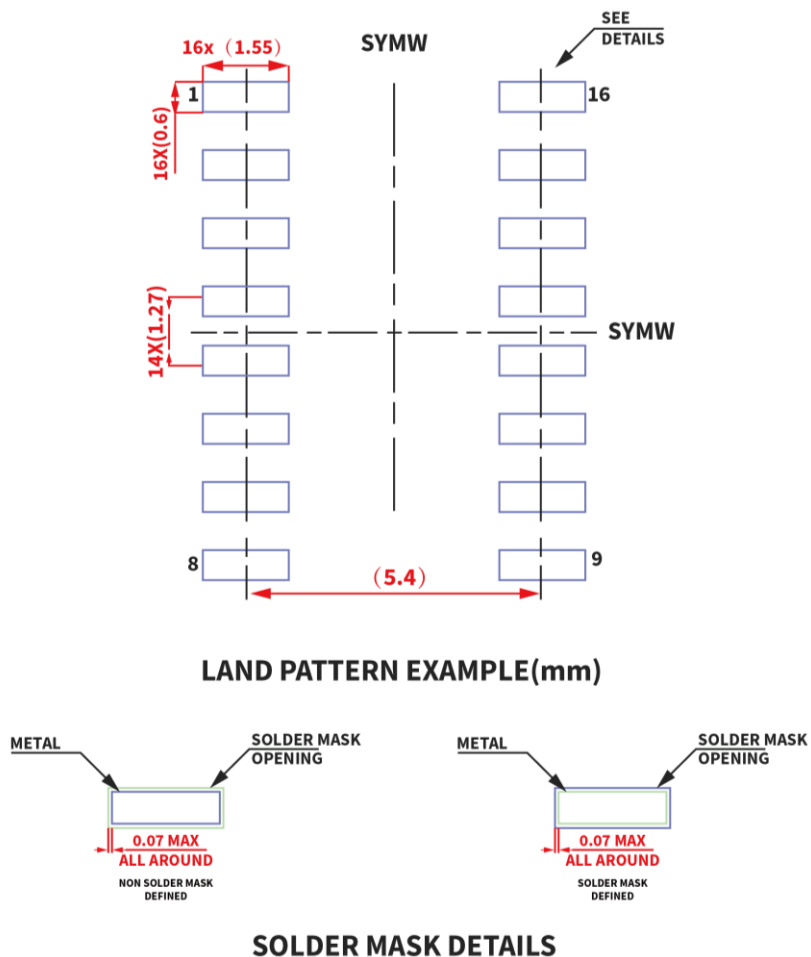 SEE
DETAILS
SYMW
16x（1.55）
1
16
16X(0.6)
14X(1.27)
SYMW
8
9
（5.4）
LAND PATTERN EXAMPLE(mm)
METAL
SOLDER MASK
OPENING
0.07 MAX
ALL AROUND
NON SOLDER MASK
DEFINED
METAL
SOLDER MASK
OPENING
0.07 MAX
ALL AROUND
SOLDER MASK
DEFINED
SOLDER MASK DETAILS